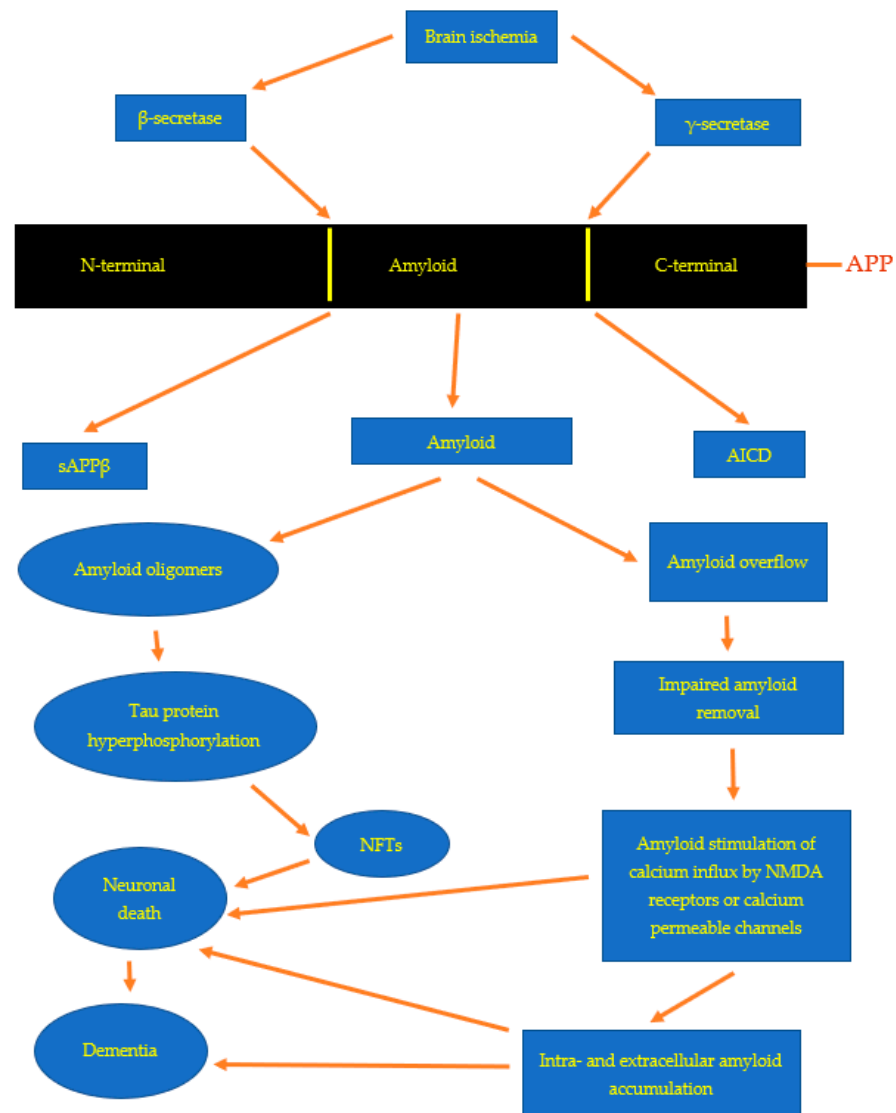 Brain ischemia
β-secretase
γ-secretase
N-terminal
Amyloid
C-terminal
APP
sAPPβ
Amyloid
AICD
Amyloid oligomers
Amyloid overflow
Tau protein
hyperphosphorylation
Impaired amyloid
removal
NFTs
Neuronal
death
Amyloid stimulation of
calcium influx by NMDA
receptors or calcium
permeable channels
Dementia
Intra- and extracellular amyloid
accumulation